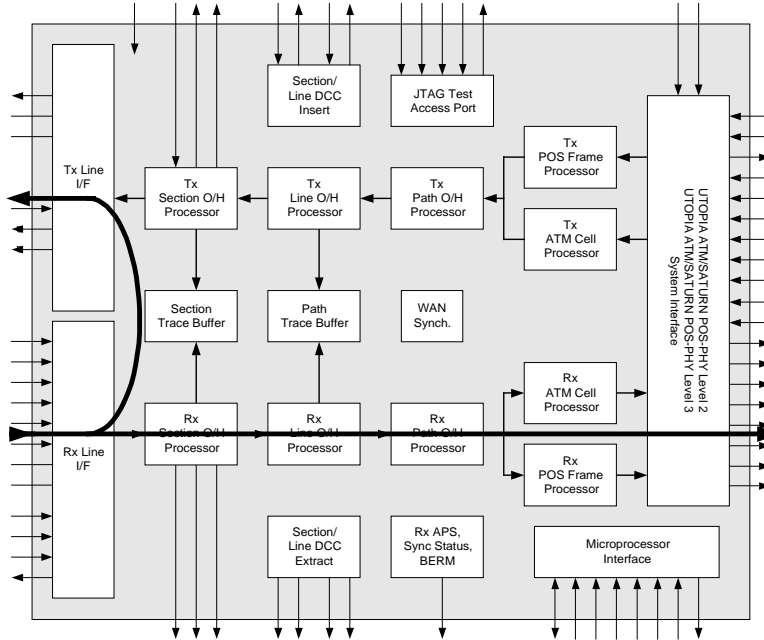 Section/
Line DCC
Insert
JTAG Test
Access Port
Tx
POS Frame
Processor
Tx Line
I/F
Tx
Section O/H
Processor
Tx
Line O/H
Processor
Tx
Path O/H
Processor
Tx
ATM Cell
Processor
UTOPIA ATM/SATURN POS-PHY Level 2
UTOPIA ATM/SATURN POS-PHY Level 3
System Interface
Section
Trace Buffer
Path
Trace Buffer
WAN
Synch.
Rx
ATM Cell
Processor
Rx
Section O/H
Processor
Rx
Line O/H
Processor
Rx
Path O/H
Processor
Rx Line
I/F
Rx
POS Frame
Processor
Section/
Line DCC
Extract
Rx APS,
Sync Status,
BERM
Microprocessor
Interface